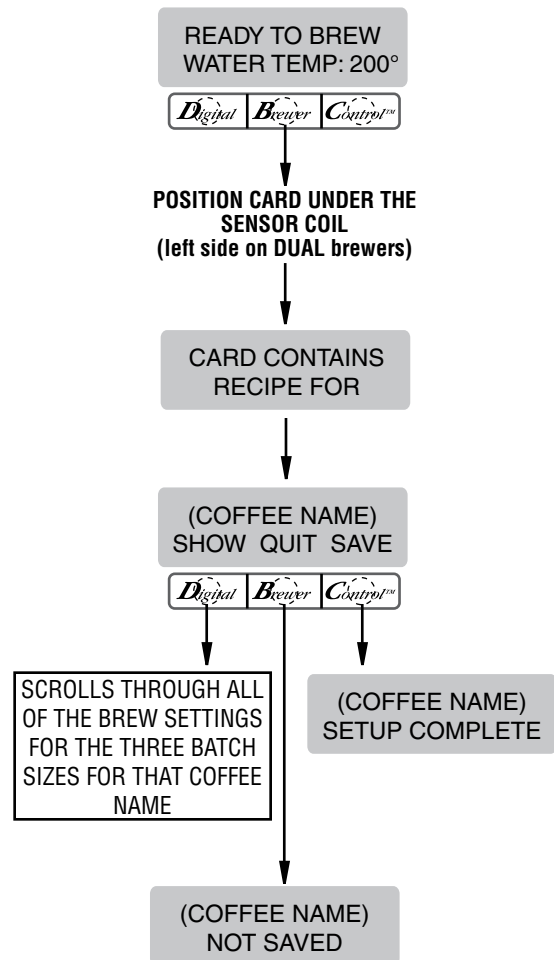 READY TO BREW
WATER TEMP: 200°
Digital Brewer Control™
POSITION CARD UNDER THE
SENSOR COIL
(left side on DUAL brewers)
CARD CONTAINS
RECIPE FOR
(COFFEE NAME)
SHOW QUIT SAVE
Digital Brewer Control™
SCROLLS THROUGH ALL
OF THE BREW SETTINGS
FOR THE THREE BATCH
SIZES FOR THAT COFFEE
NAME
(COFFEE NAME)
SETUP COMPLETE
(COFFEE NAME)
NOT SAVED